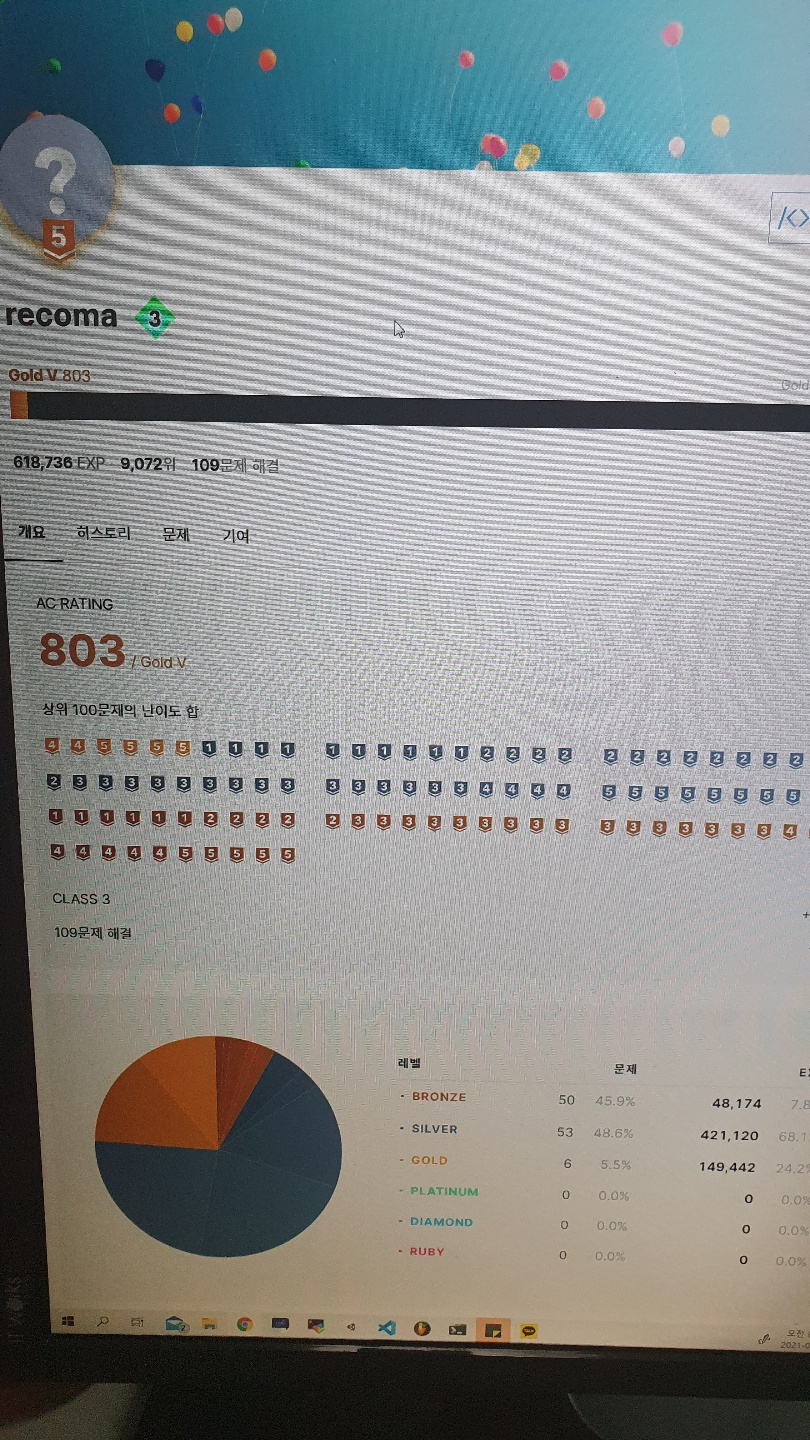 ?
5
/<>
recoma 3
Gold V 803
Gold
618,736 EXP 9,072위 109문제 해결
개요 히스토리 문제 기여
AC RATING
803 / Gold V
상위 100문제의 난이도 합
4 4 5 5 5 5 1 1 1 1 1 1 1 1 1 1 2 2 2 2 2 2 2 2 2 2 2 2
2 3 3 3 3 3 3 3 3 3 3 3 3 3 3 3 4 4 4 4 5 5 5 5 5 5 5 5
1 1 1 1 1 1 2 2 2 2 2 3 3 3 3 3 3 3 3 3 3 3 3 3 3 3 3 4
4 4 4 4 4 5 5 5 5 5
CLASS 3
+
109문제 해결
레벨 문제
BRONZE 50 45.9% 48,174 7.8
SILVER 53 48.6% 421,120 68.1
GOLD 6 5.5% 149,442 24.2%
PLATINUM 0 0.0% 0 0.0%
DIAMOND 0 0.0% 0 0.0%
RUBY 0 0.0% 0 0.0%
오전